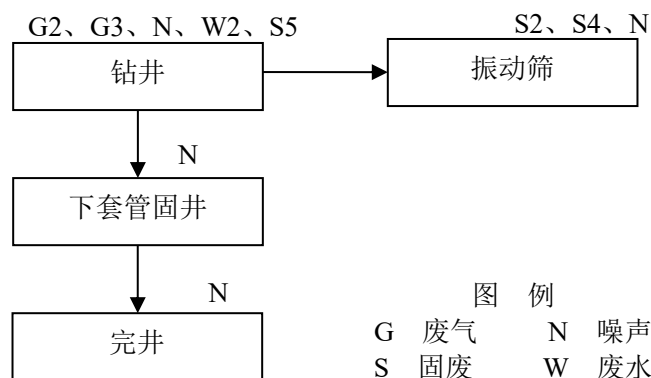 G2、G3、N、W2、S5
S2、S4、N
钻井
振动筛
N
下套管固井
N
完井
图 例
G 废气 N 噪声
S 固废 W 废水